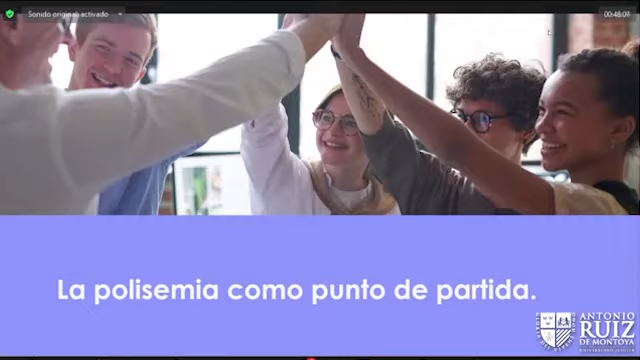 Sonido original activado
00:48:09
La polisemia como punto de partida.
ANTONIO
RUIZ
DE MONTOYA